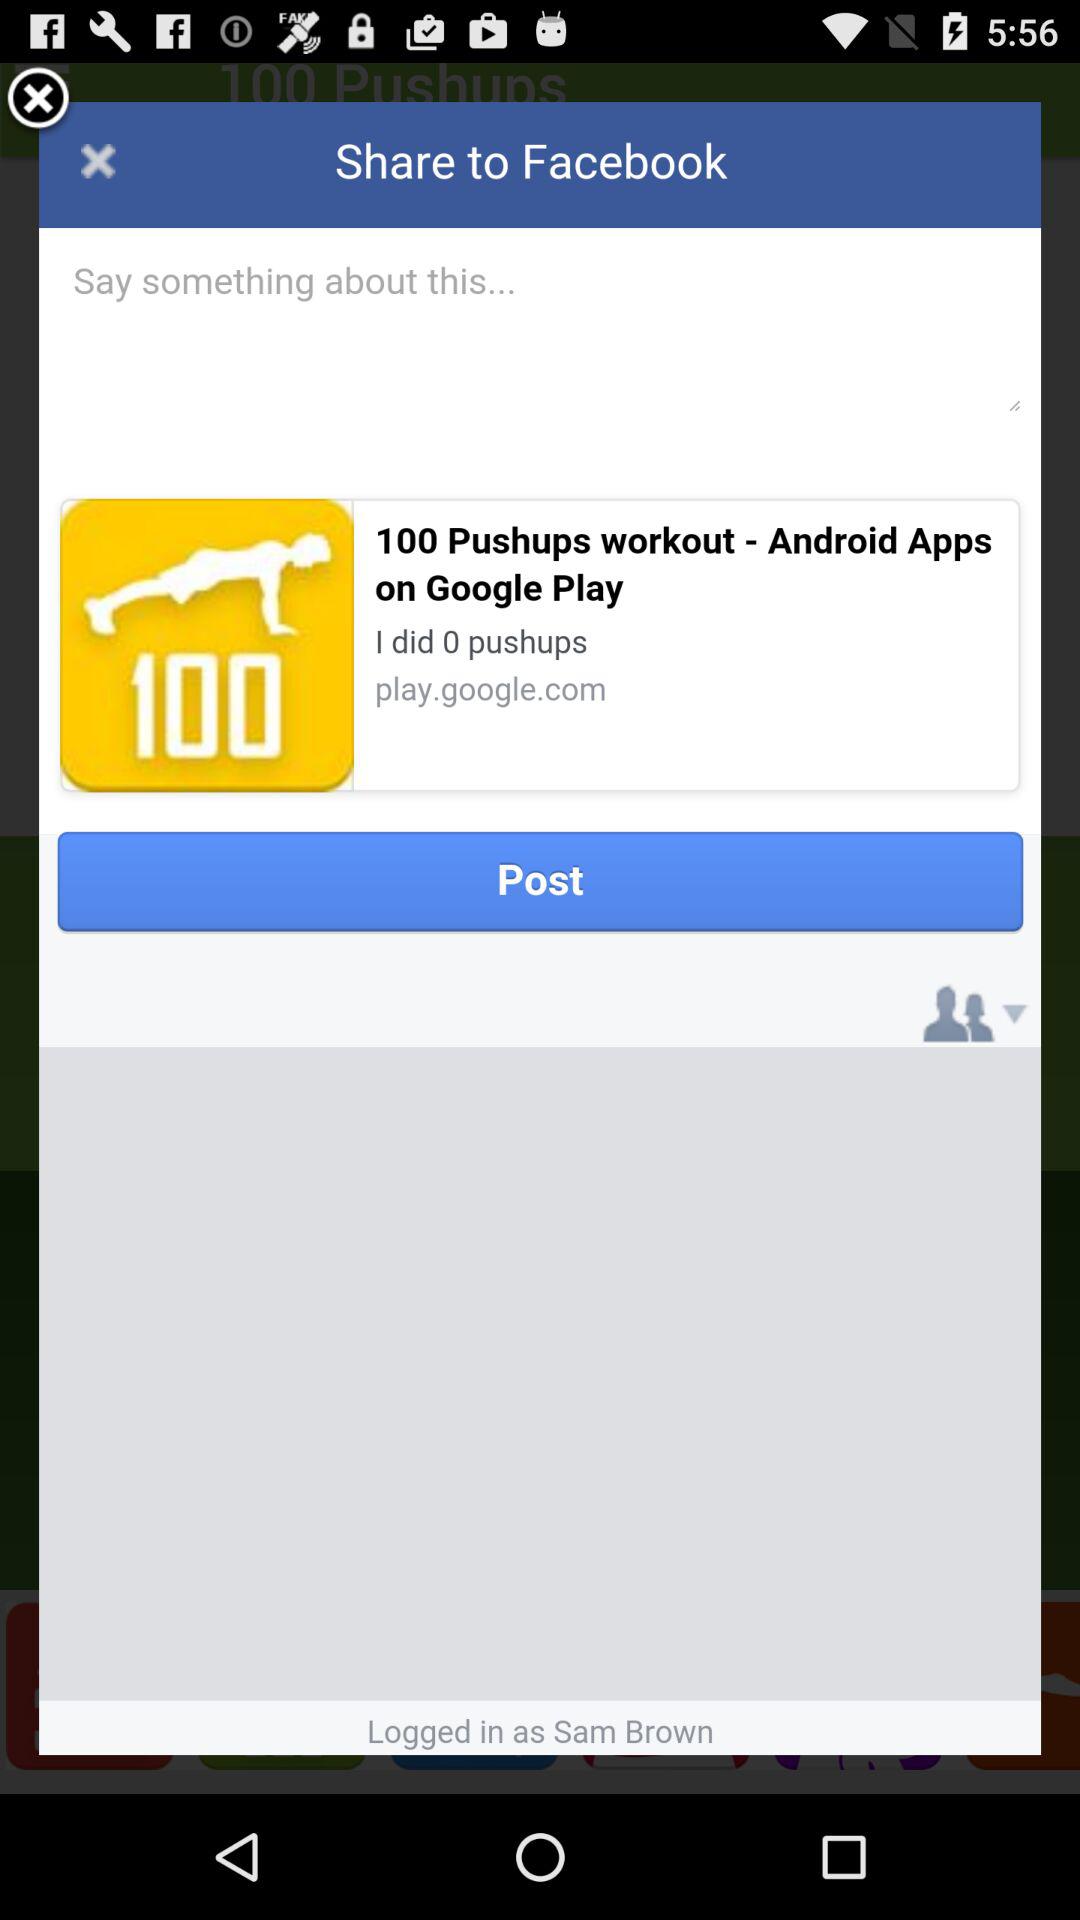 FAKE
5:56
100 Pushups
Share to Facebook
Say something about this...
100 Pushups workout - Android Apps
on Google Play
I did 0 pushups
play.google.com
100
Post
Logged in as Sam Brown